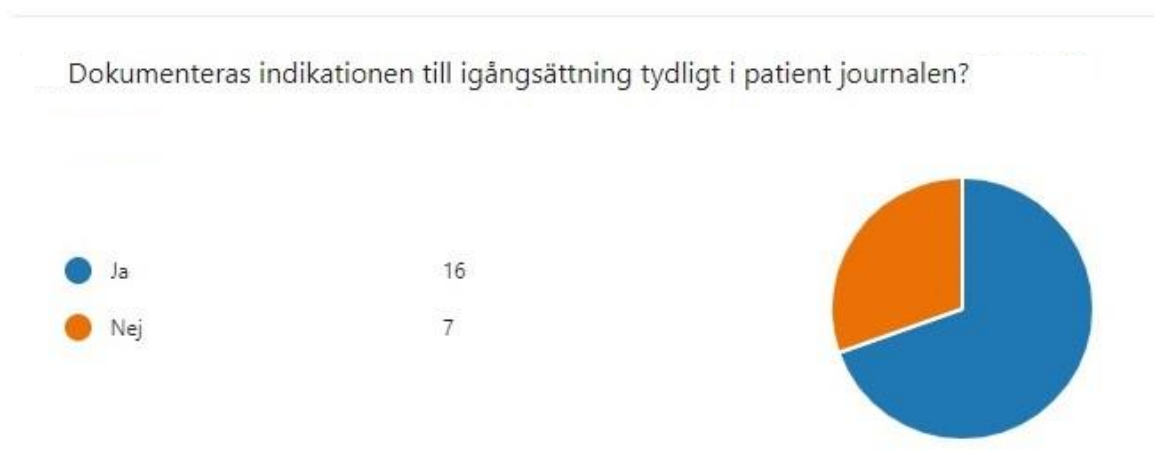 Dokumenteras indikationen till igångsättning tydligt i patient journalen?
Ja 16
Nej 7